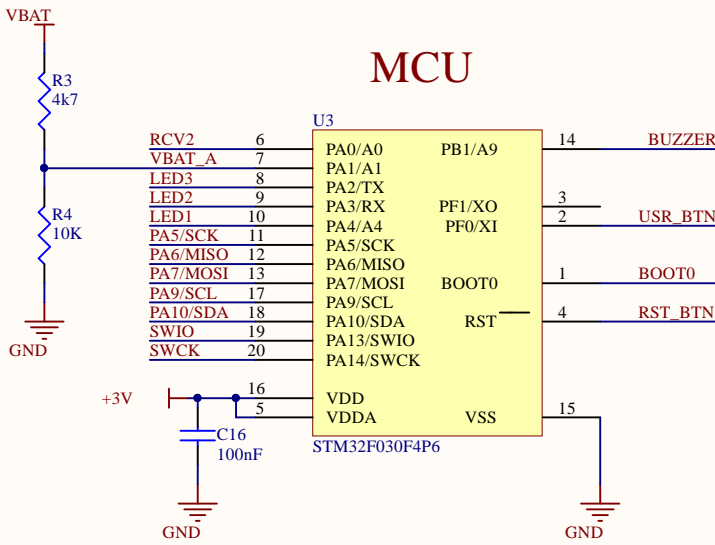 VBAT
MCU
R3
4k7
U3
RCV2 6 PA0/A0 PB1/A9 14 BUZZER
VBAT_A 7 PA1/A1
LED3 8 PA2/TX
LED2 9 PA3/RX PF1/XO 3
LED1 10 PA4/A4 PF0/XI 2 USR_BTN
R4
10K
PA5/SCK 11 PA5/SCK
PA6/MISO 12 PA6/MISO
PA7/MOSI 13 PA7/MOSI BOOT0 1 BOOT0
PA9/SCL 17 PA9/SCL
PA10/SDA 18 PA10/SDA RST 4 RST_BTN
SWIO 19 PA13/SWIO
SWCK 20 PA14/SWCK
GND
+3V 16 VDD
5 VDDA VSS 15
C16
100nF
STM32F030F4P6
GND
GND